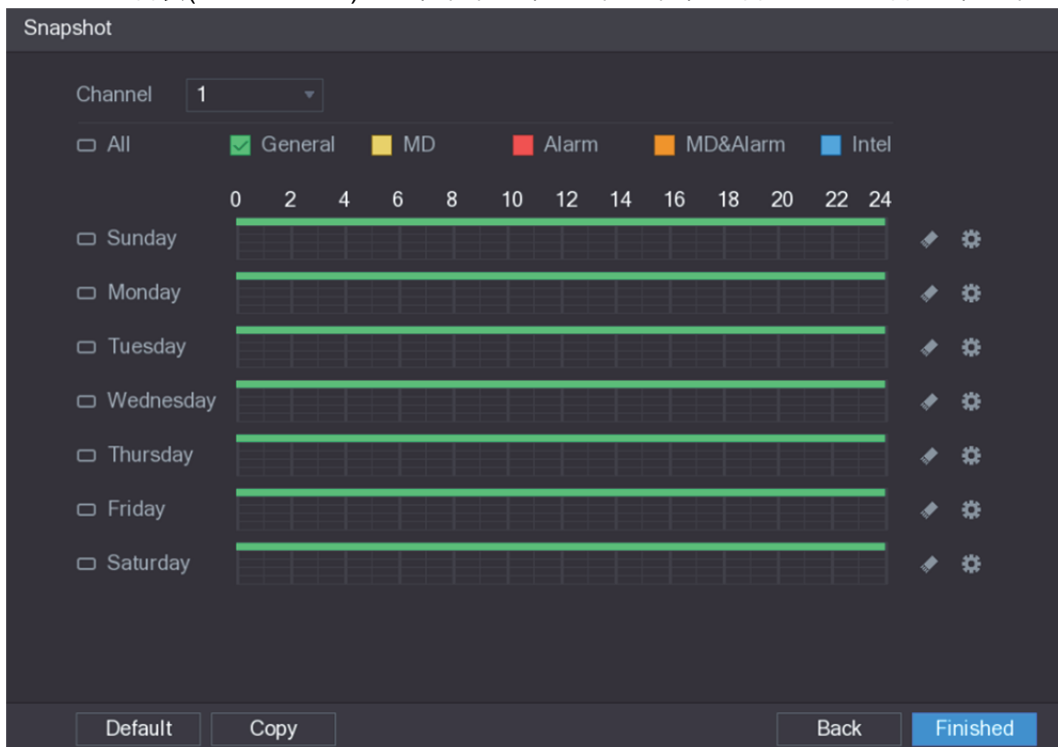 Snapshot
Channel 1
All General MD Alarm MD&Alarm Intel
0 2 4 6 8 10 12 14 16 18 20 22 24
Sunday
Monday
Tuesday
Wednesday
Thursday
Friday
Saturday
Default Copy Back Finished